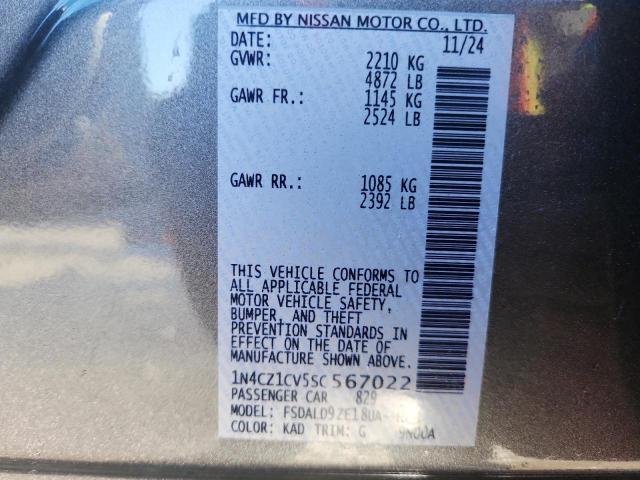 MFD BY NISSAN MOTOR CO., LTD.
DATE: 11/24
GVWR: 2210 KG
4872 LB
GAWR FR.: 1145 KG
2524 LB
GAWR RR.: 1085 KG
2392 LB
THIS VEHICLE CONFORMS TO
ALL APPLICABLE FEDERAL
MOTOR VEHICLE SAFETY,
BUMPER, AND THEFT
PREVENTION STANDARDS IN
EFFECT ON THE DATE OF
MANUFACTURE SHOWN ABOVE.
1N4CZ1CV5SC567022
PASSENGER CAR 829
MODEL:
COLOR: KAD TRIM: G